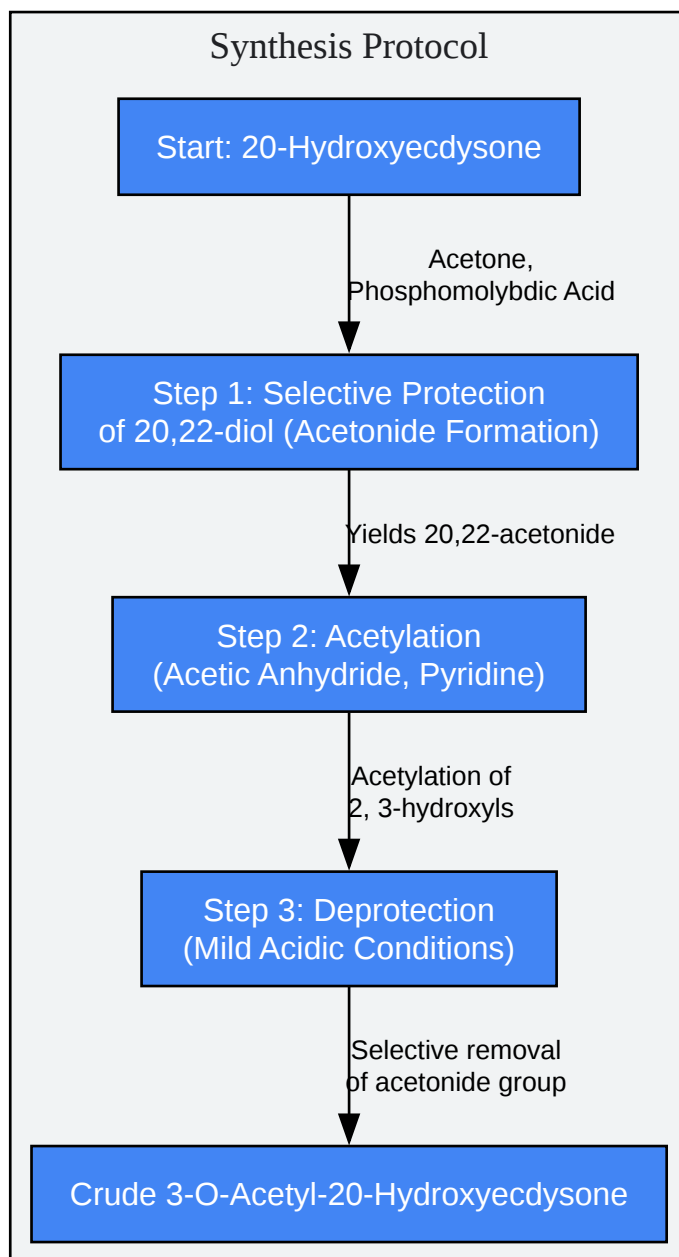 Synthesis Protocol
Start: 20-Hydroxyecdysone
Acetone,
Phosphomolybdic Acid
Step 1: Selective Protection
of 20,22-diol (Acetonide Formation)
Yields 20,22-acetonide
Step 2: Acetylation
(Acetic Anhydride, Pyridine)
Acetylation of
2, 3-hydroxyls
Step 3: Deprotection
(Mild Acidic Conditions)
Selective removal
of acetonide group
Crude 3-O-Acetyl-20-Hydroxyecdysone